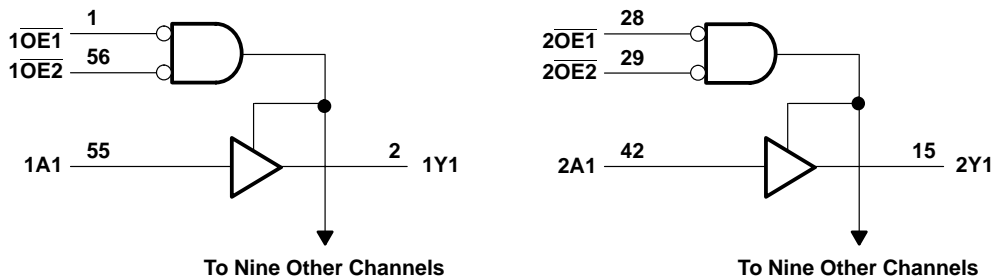 1
1OE1
56
1OE2
1A1 55 2 1Y1
To Nine Other Channels
28
2OE1
29
2OE2
2A1 42 15 2Y1
To Nine Other Channels